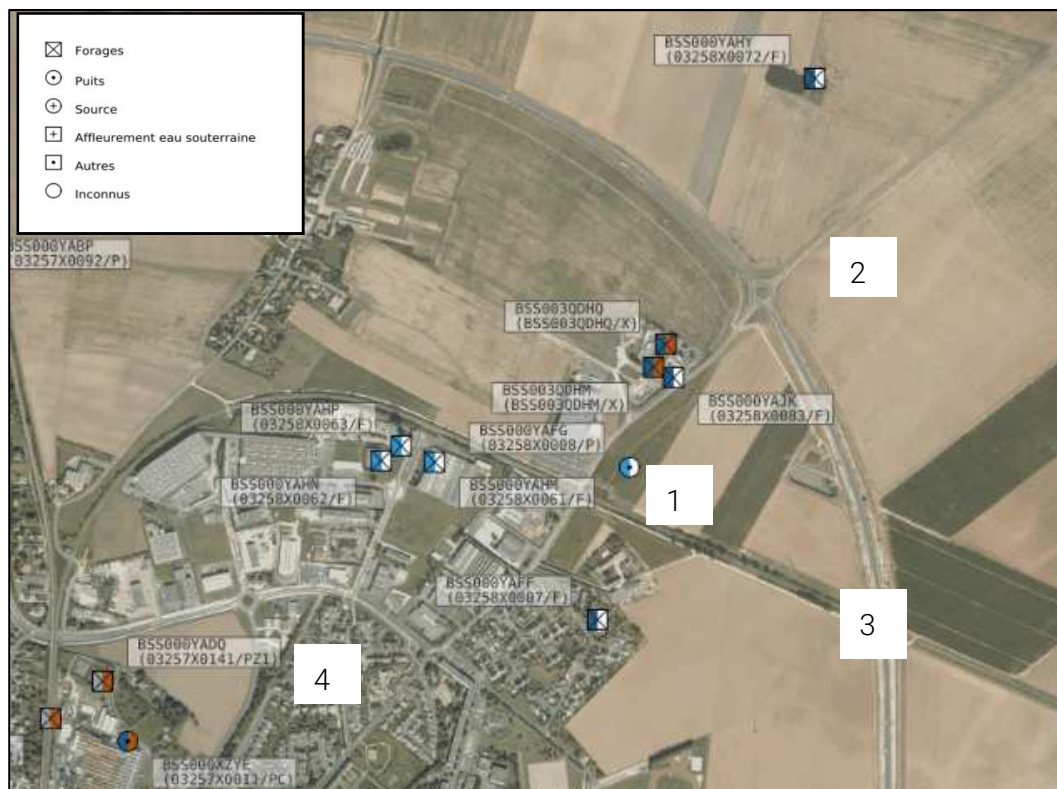 Forages
Puits
Source
Affleurement eau souterraine
Autres
Inconnus
BSS000YAHY
(03258X0072/F)
BSS000YABP
(03257X0092/P)
2
BSS003QDHQ
(BSS003QDHQ/X)
BSS003QDHM
(BSS003QDHM/X)
BSS000YAJK
(03258X0083/F)
BSS000YAHP
(03258X0063/F)
BSS000YAFG
(03258X0008/P)
BSS000YAHN
(03258X0062/F)
BSS000YAHM
(03258X0061/F)
1
BSS000YAFF
(03258X0007/F)
3
BSS000YADQ
(03257X0141/PZ1)
4
BSS000XZYE
(03257X0011/PC)